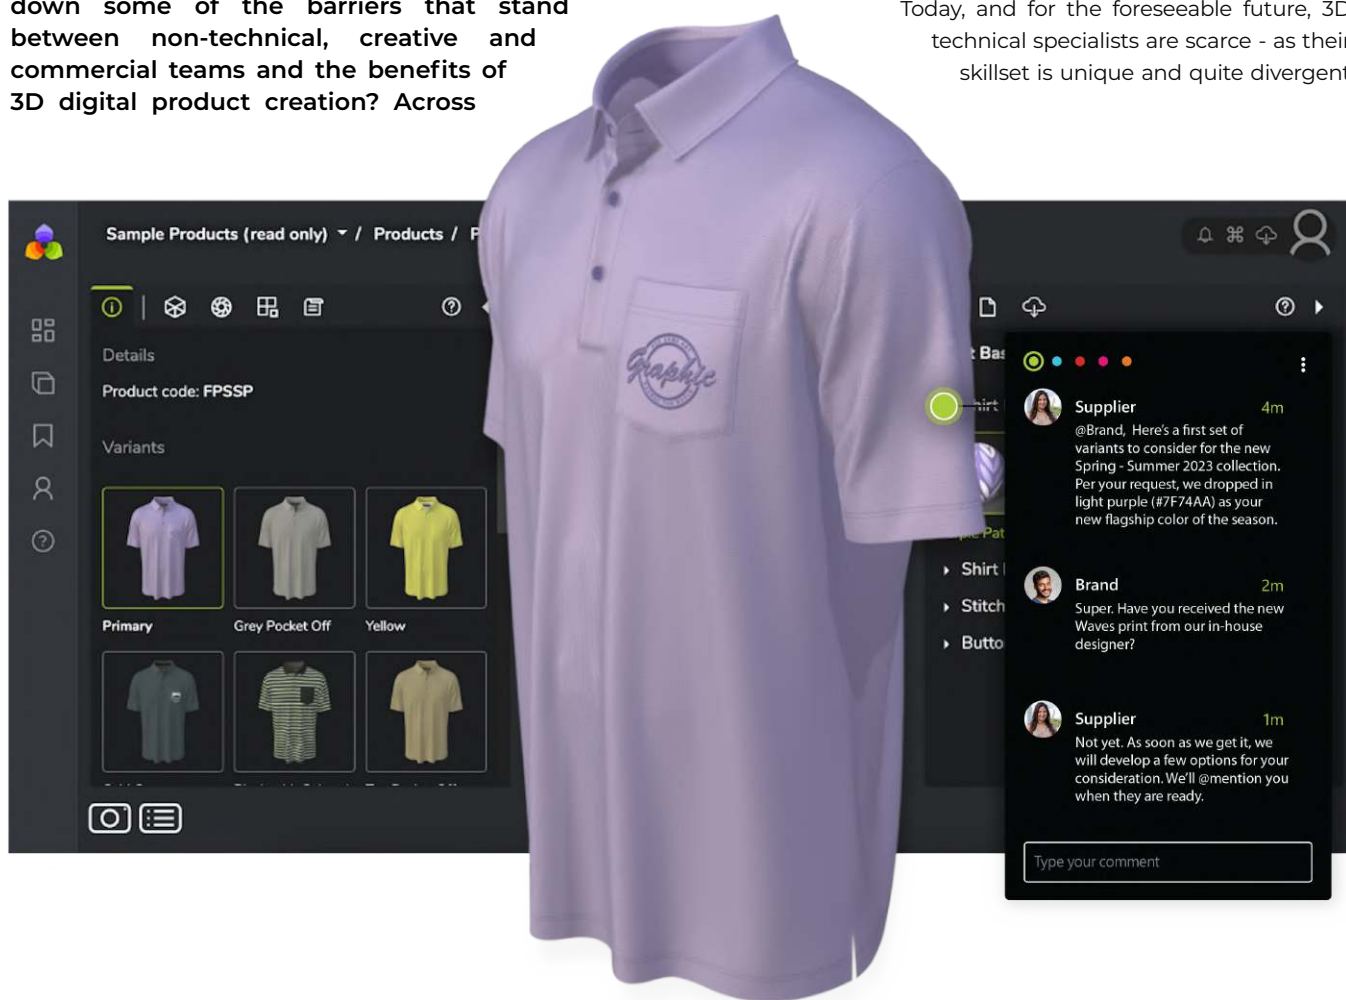 down some of the barriers that stand
between non-technical, creative and
commercial teams and the benefits of
3D digital product creation? Across
Today, and for the foreseeable future, 3D
technical specialists are scarce - as their
skillset is unique and quite divergent
Sample Products (read only) / Products / P
Details
Product code: FPSSP
Variants
Primary
Grey Pocket Off
Yellow
Graphic
Shirt
Stitch
Butto
Supplier 4m
@Brand, Here's a first set of
variants to consider for the new
Spring - Summer 2023 collection.
Per your request, we dropped in
light purple (#7F74AA) as your
new flagship color of the season.
Brand 2m
Super. Have you received the new
Waves print from our in-house
designer?
Supplier 1m
Not yet. As soon as we get it, we
will develop a few options for your
consideration. We'll @mention you
when they are ready.
Type your comment